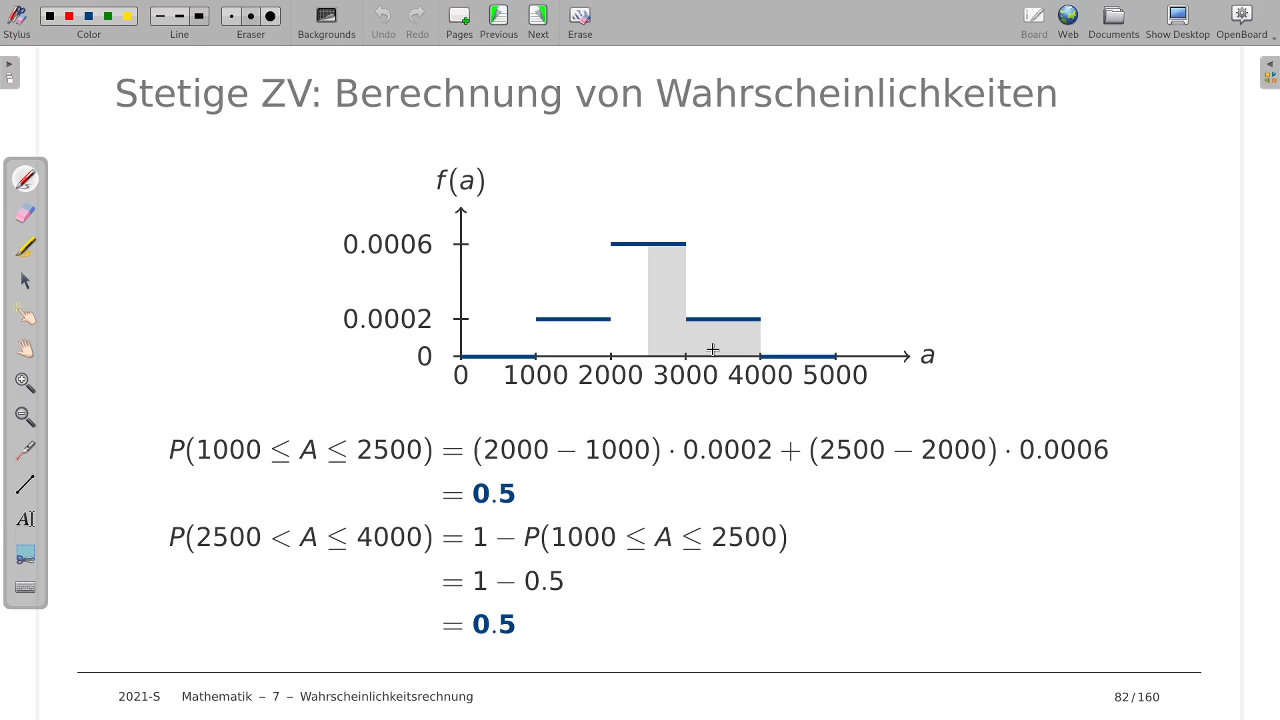 Stylus Color Line Eraser Backgrounds Undo Redo Pages Previous Next Erase Board Web Documents Show Desktop OpenBoard
Stetige ZV: Berechnung von Wahrscheinlichkeiten
f(a)
0.0006
0.0002
0
a
0 1000 2000 3000 4000 5000
P(1000 ≤ A ≤ 2500) = (2000 − 1000) · 0.0002 + (2500 − 2000) · 0.0006
= 0.5
P(2500 < A ≤ 4000) = 1 − P(1000 ≤ A ≤ 2500)
= 1 − 0.5
= 0.5
2021-S Mathematik – 7 – Wahrscheinlichkeitsrechnung 82/160